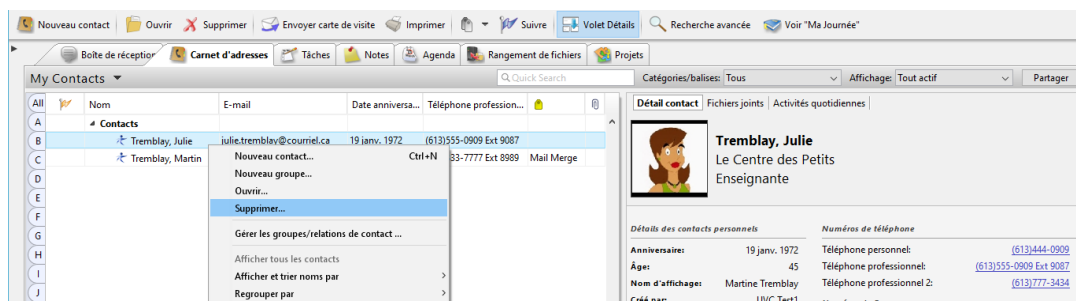 Nouveau contact Ouvrir Supprimer Envoyer carte de visite Imprimer Suivre Volet Détails Recherche avancée Voir "Ma Journée"
Boîte de réception Carnet d'adresses Tâches Notes Agenda Rangement de fichiers Projets
My Contacts Quick Search Catégories/balises: Tous Affichage: Tout actif Partager
All Nom E-mail Date anniversa... Téléphone profession... Détail contact Fichiers joints Activités quotidiennes
A Contacts
B Tremblay, Julie julie.tremblay@courriel.ca 19 janv. 1972 (613)555-0909 Ext 9087 Tremblay, Julie
C Tremblay, Martin Nouveau contact... Ctrl+N 33-7777 Ext 8989 Mail Merge Le Centre des Petits
D Nouveau groupe... Enseignante
E Ouvrir...
F Supprimer...
G Gérer les groupes/relations de contact ... Détails des contacts personnels Numéros de téléphone
H Afficher tous les contacts Anniversaire: 19 janv. 1972 Téléphone personnel: (613)444-0909
I Afficher et trier noms par Âge: 45 Téléphone professionnel: (613)555-0909 Ext 9087
J Regrouper par Nom d'affichage: Martine Tremblay Téléphone professionnel 2: (613)777-3434
Créé par: UVC Test1